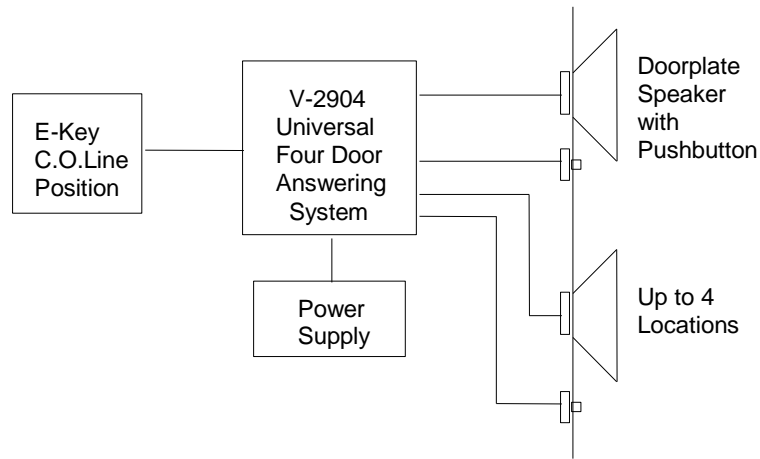 E-Key
C.O.Line
Position
V-2904
Universal
Four Door
Answering
System
Power
Supply
Doorplate
Speaker
with
Pushbutton
Up to 4
Locations